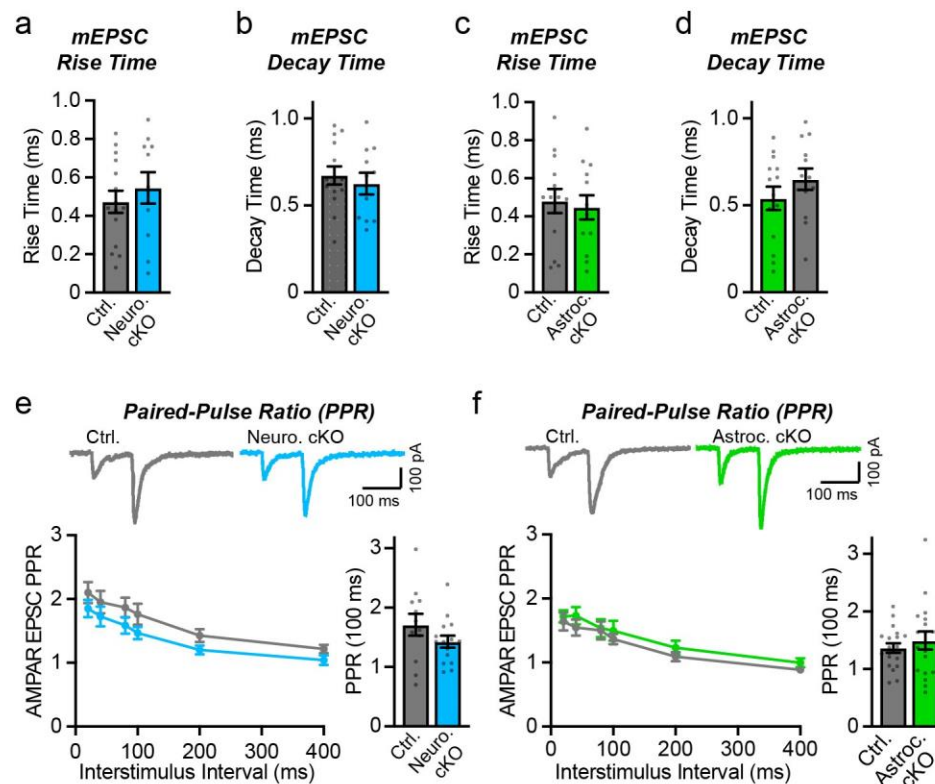 a
mEPSC
Rise Time
Rise Time (ms)
1.0
0.8
0.6
0.4
0.2
0
Ctrl.
Neuro.
cKO
b
mEPSC
Decay Time
Decay Time (ms)
1.0
0.5
0
Ctrl.
Neuro.
cKO
c
mEPSC
Rise Time
Rise Time (ms)
1.0
0.8
0.6
0.4
0.2
0
Ctrl.
Astroc.
cKO
d
mEPSC
Decay Time
Decay Time (ms)
1.0
0.5
0
Ctrl.
Astroc.
cKO
e
Paired-Pulse Ratio (PPR)
Ctrl.
Neuro. cKO
100 pA
100 ms
AMPAR EPSC PPR
3
2
1
0
0
100
200
300
400
Interstimulus Interval (ms)
PPR (100 ms)
3
2
1
0
Ctrl.
Neuro.
cKO
f
Paired-Pulse Ratio (PPR)
Ctrl.
Astroc. cKO
100 pA
100 ms
AMPAR EPSC PPR
3
2
1
0
0
100
200
300
400
Interstimulus Interval (ms)
PPR (100 ms)
3
2
1
0
Ctrl.
Astroc.
cKO